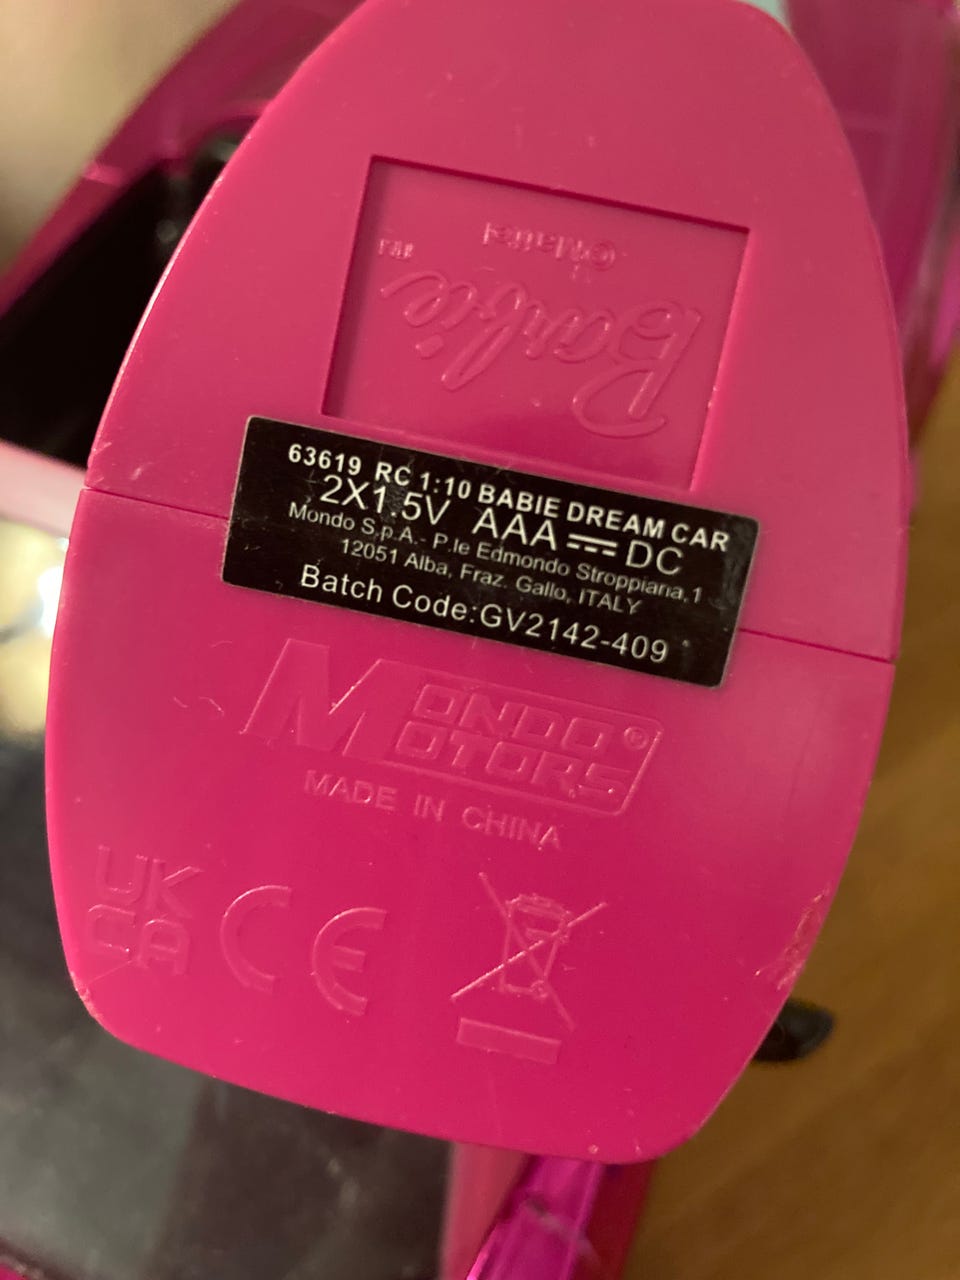 ©Mattel
Barbie™
63619 RC 1:10 BABIE DREAM CAR
2X1.5V AAA DC
Mondo S.p.A.- P.le Edmondo Stroppiana,1
12051 Alba, Fraz. Gallo, ITALY
Batch Code:GV2142-409
MONDO MOTORS®
MADE IN CHINA
UK
CA CE